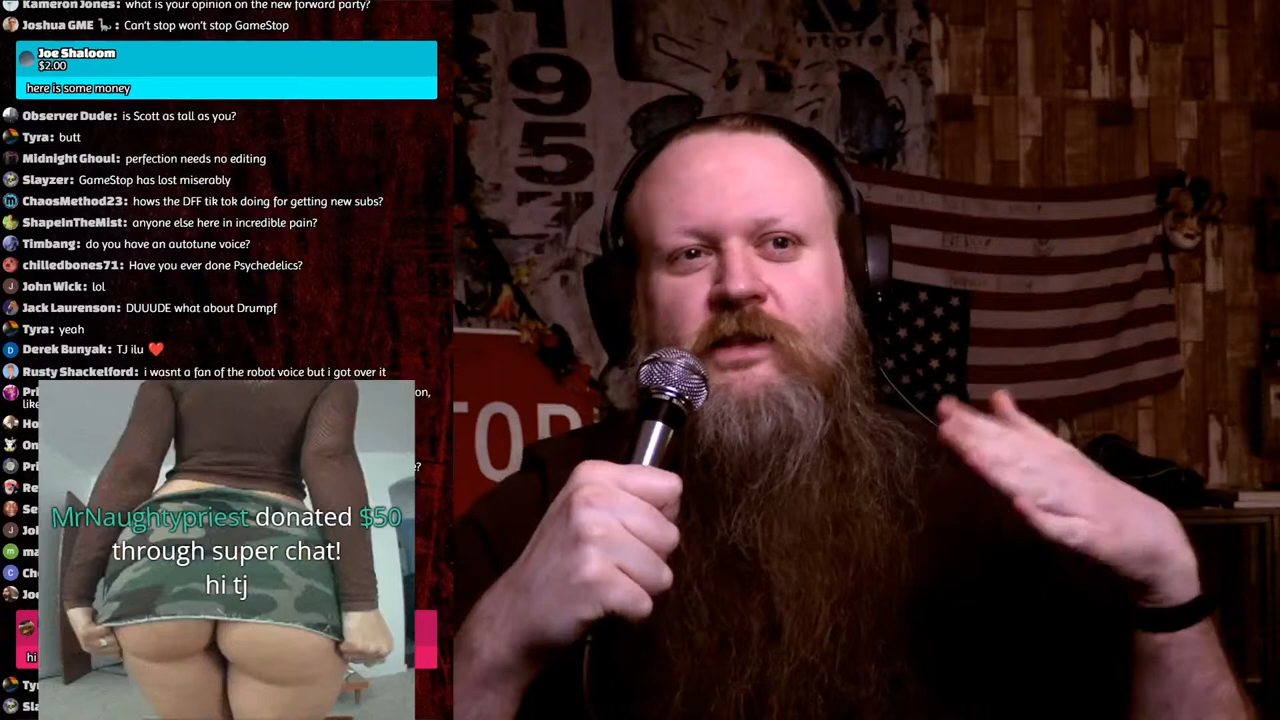 Kameron Jones: what is your opinion on the new forward party?
Joshua GME 🦕: Can't stop won't stop GameStop
Joe Shaloom
$2.00
here is some money
Observer Dude: is Scott as tall as you?
Tyra: butt
Midnight Ghoul: perfection needs no editing
Slayzer: GameStop has lost miserably
ChaosMethod23: hows the DFF tik tok doing for getting new subs?
ShapeInTheMist: anyone else here in incredible pain?
Timbang: do you have an autotune voice?
chilledbones71: Have you ever done Psychedelics?
John Wick: lol
Jack Laurenson: DUUUDE what about Drumpf
Tyra: yeah
Derek Bunyak: TJ ilu ❤️
Rusty Shackelford: i wasnt a fan of the robot voice but i got over it
MrNaughtypriest donated $50
through super chat!
hi tj
hi
1957
TOP